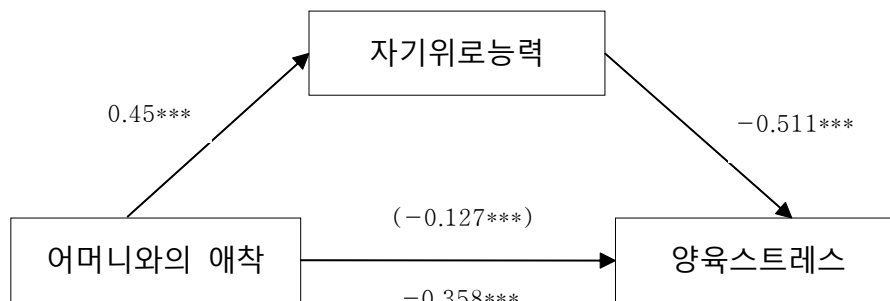 자기위로능력
0.45***
-0.511***
(-0.127***)
어머니와의 애착
양육스트레스
-0.358***